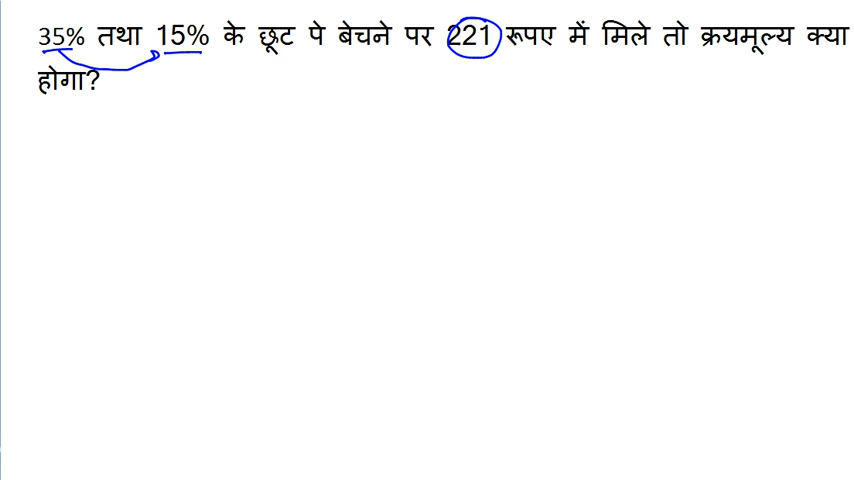 35% तथा 15% के छूट पे बेचने पर 221 रूपए में मिले तो क्रयमूल्य क्या
होगा?